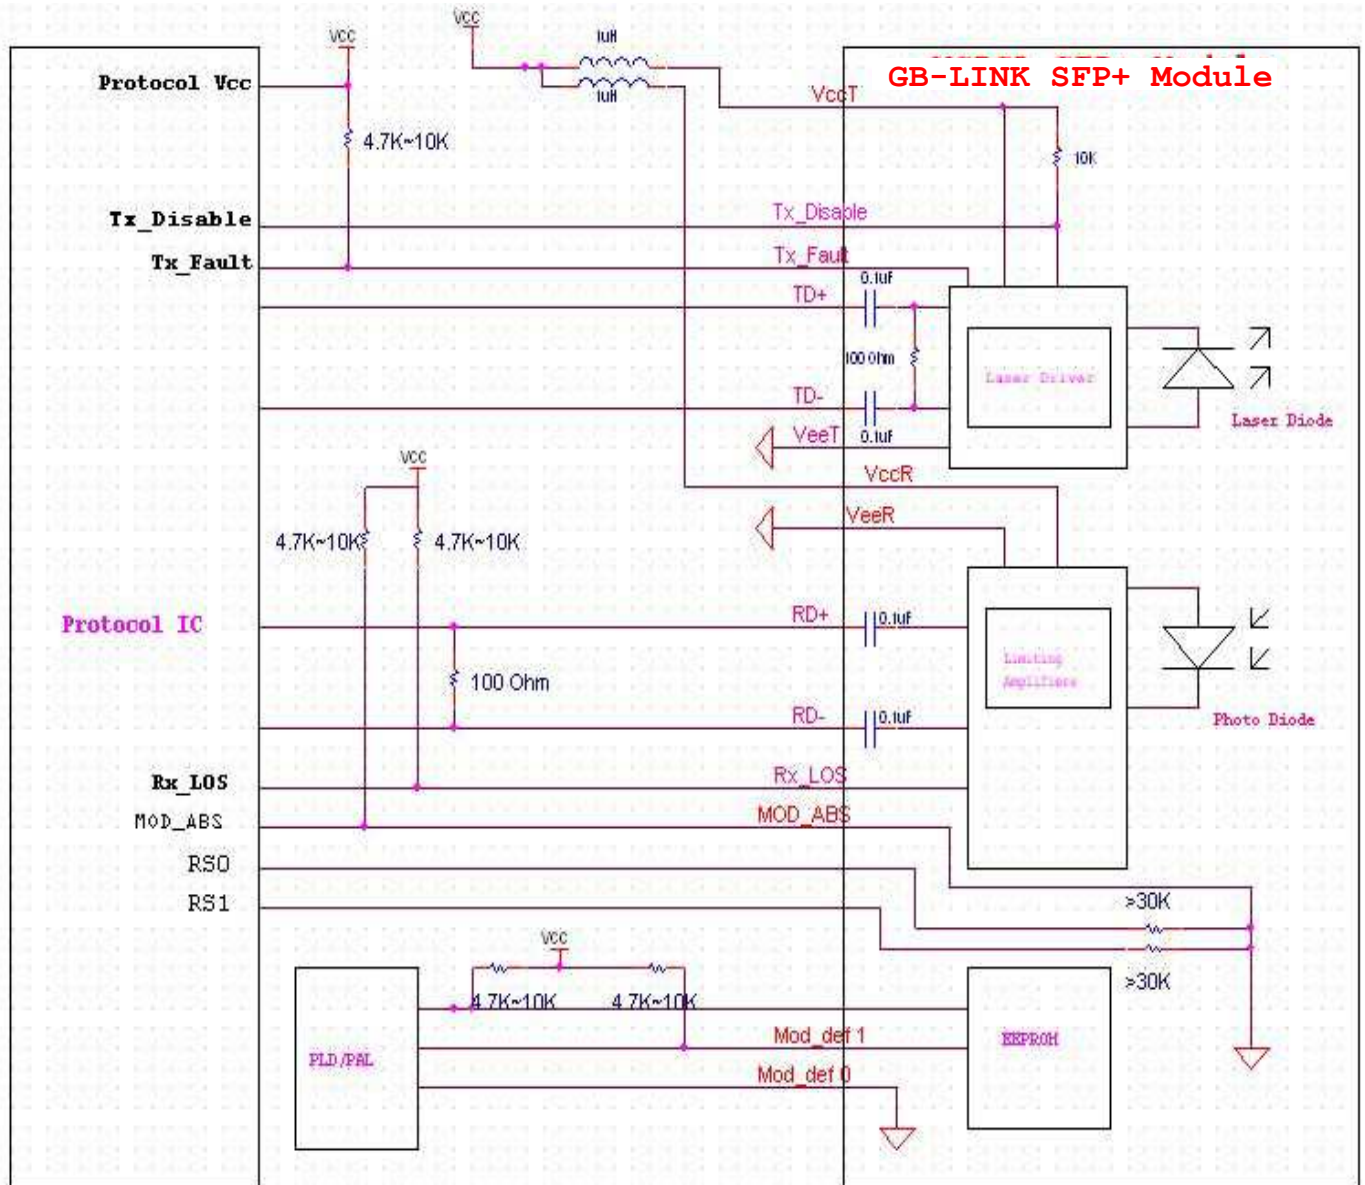 VCC
VCC
1uH
1uH
GB-LINK SFP+ Module
Protocol Vcc
VccT
4.7K~10K
10K
Tx_Disable
Tx_Disable
Tx_Fault
Tx_Fault
0.1uf
TD+
100 Ohm
Laser Driver
TD-
VeeT
0.1uf
Laser Diode
VCC
VccR
VeeR
4.7K~10K
4.7K~10K
Protocol IC
RD+
0.1uf
Limiting
Amplifiers
100 Ohm
RD-
0.1uf
Photo Diode
Rx_LOS
Rx_LOS
MOD_ABS
MOD_ABS
RS0
RS1
>30K
VCC
>30K
4.7K~10K
4.7K~10K
PLD/PAL
Mod_def 1
EEPROM
Mod_def 0